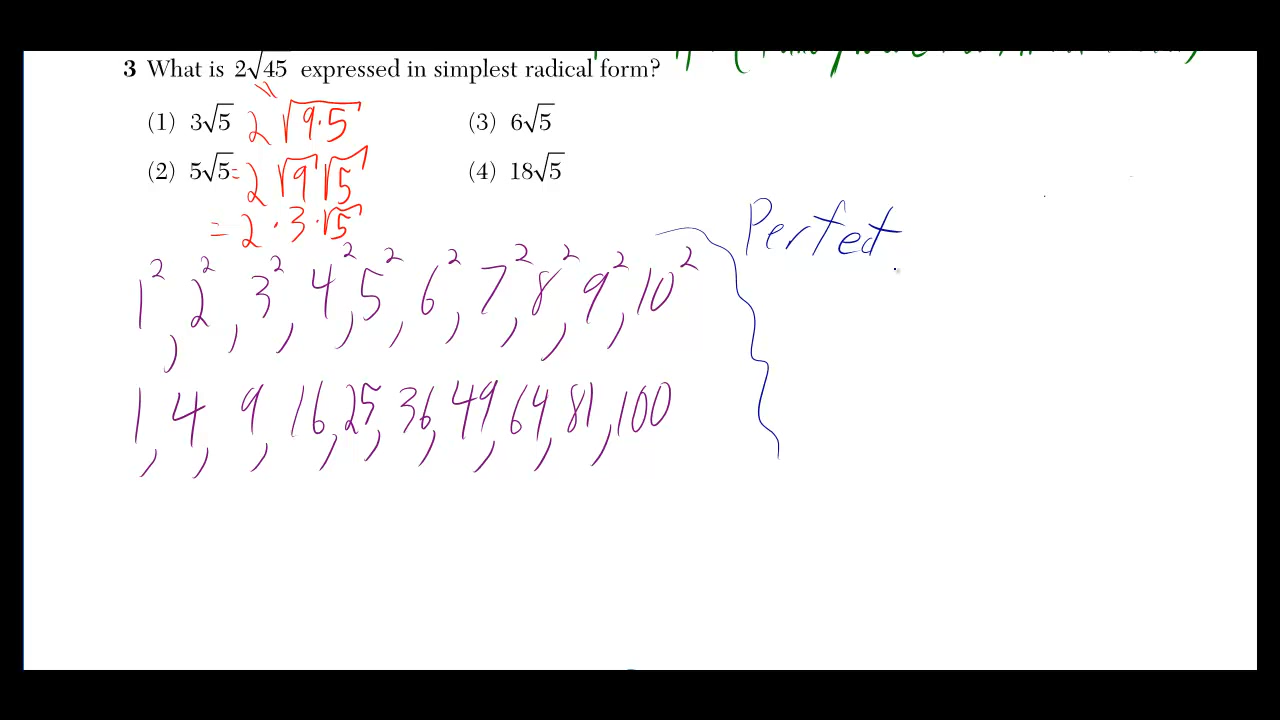 3 What is 2√45 expressed in simplest radical form?
(1) 3√5 (3) 6√5
2 √9·5
(2) 5√5 (4) 18√5
= 2 √9 √5
= 2 · 3 · √5
Perfect
1², 2², 3², 4², 5², 6², 7², 8², 9², 10²
1, 4, 9, 16, 25, 36, 49, 64, 81, 100